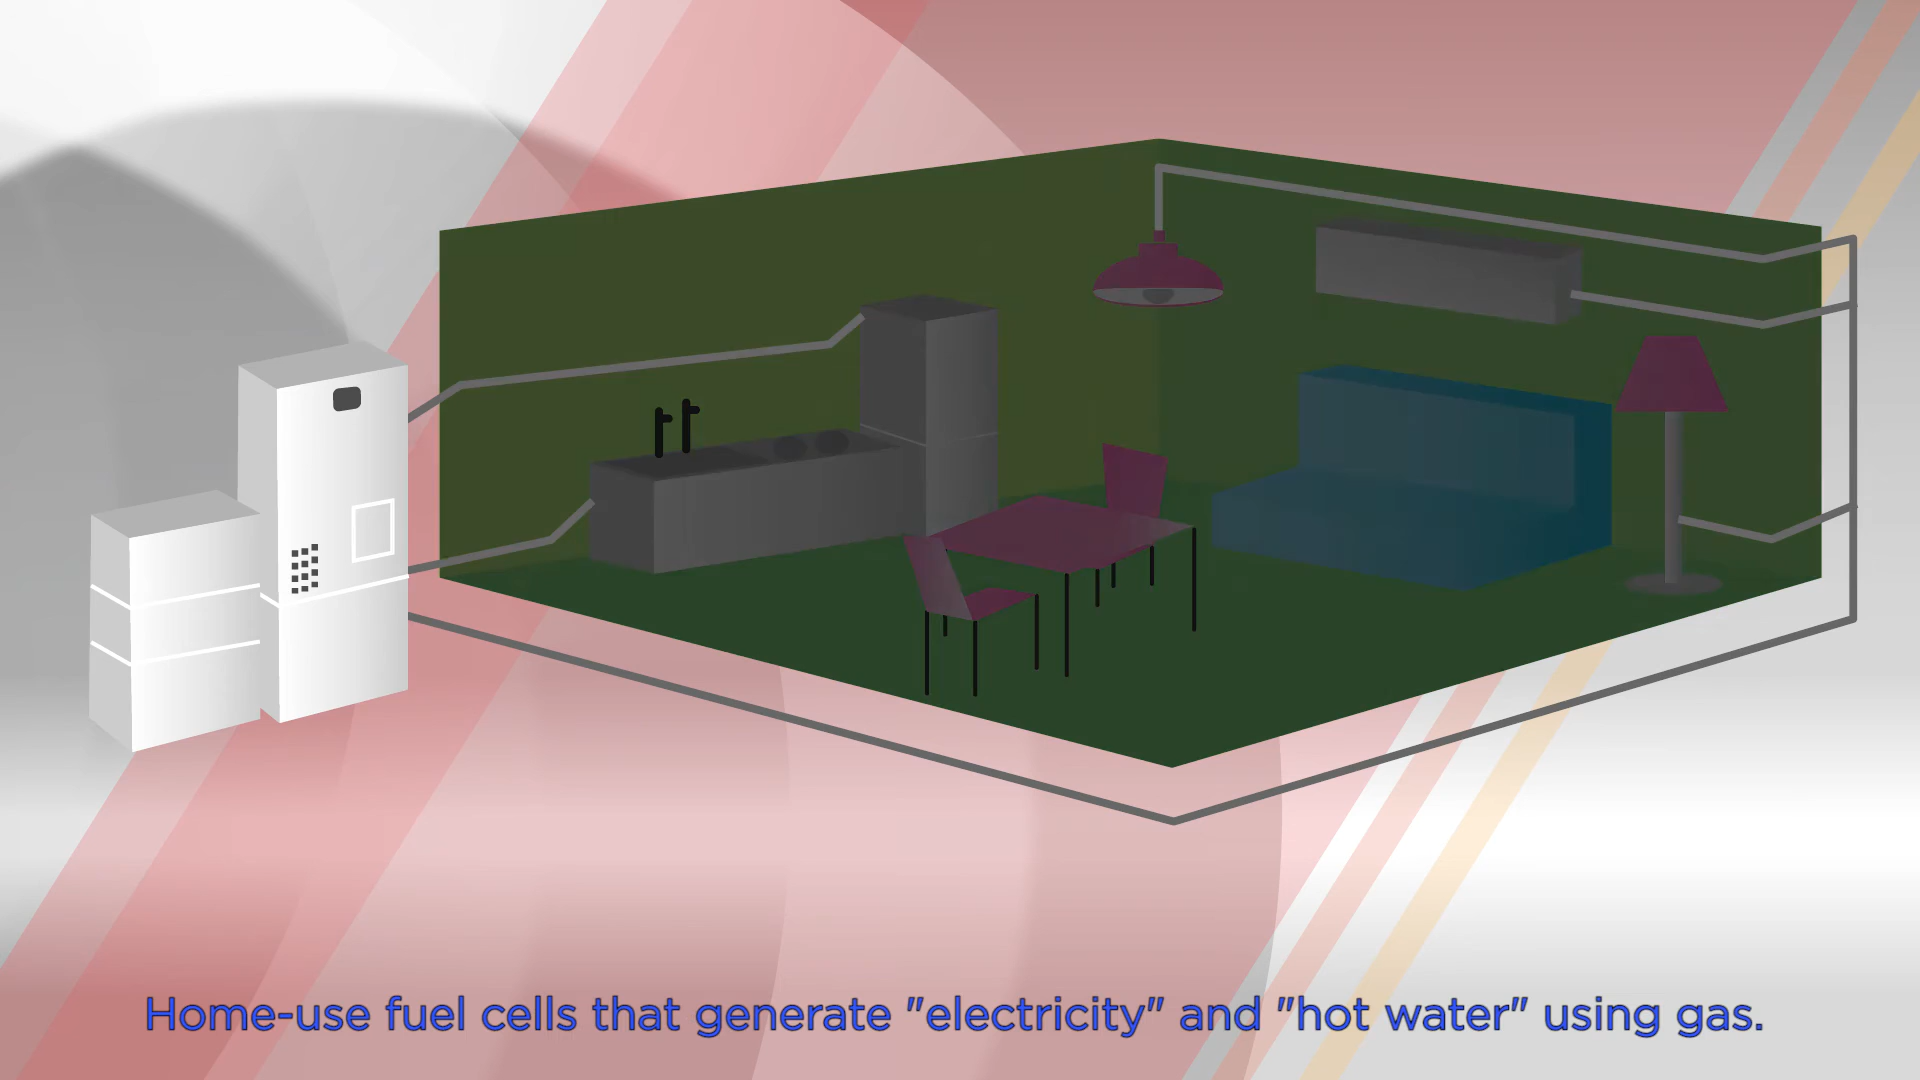 Home-use fuel cells that generate "electricity" and "hot water" using gas.